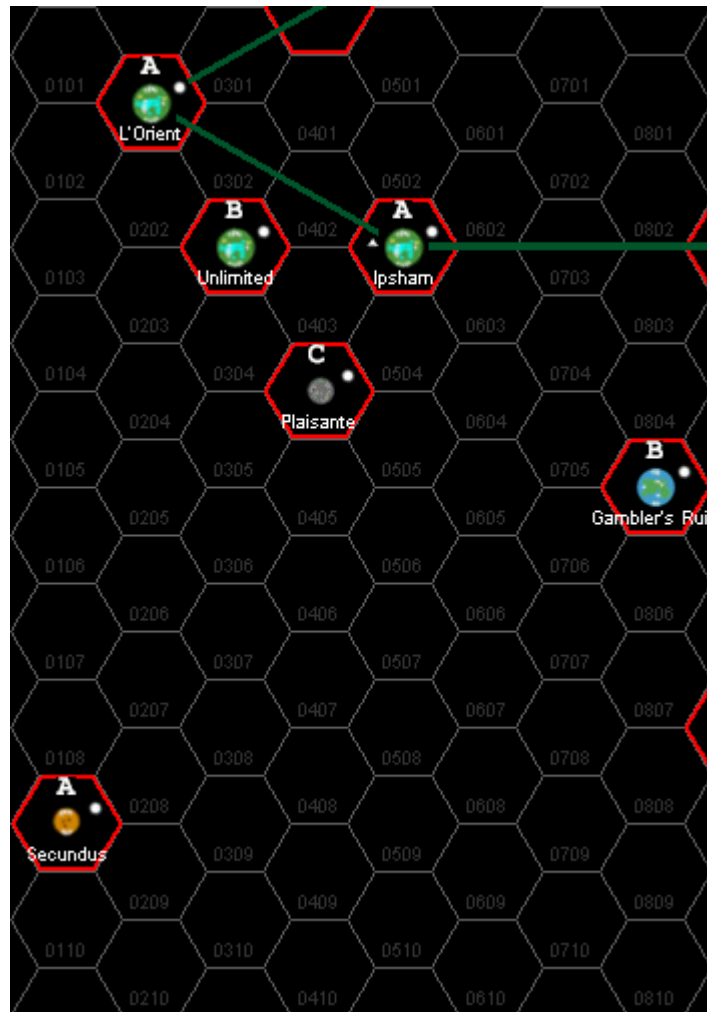 A
0101 0301 0501 0701
L'Orient 0401 0601 0801
0102 0302 0502 0702
B A
0202 0402 0602 0802
0103 Unlimited Ipsham 0703
0203 0403 0603 0803
C
0104 0304 0504 0704
0204 Plaisante 0604 0804
B
0105 0305 0505 0705
0205 0405 0605 Gambler's Rui
0106 0306 0506 0706
0206 0406 0606 0806
0107 0307 0507 0707
0207 0407 0607 0807
0108 0308 0508 0708
A
0208 0408 0608 0808
Secundus 0309 0509 0709
0209 0409 0609 0809
0110 0310 0510 0710
0210 0410 0610 0810